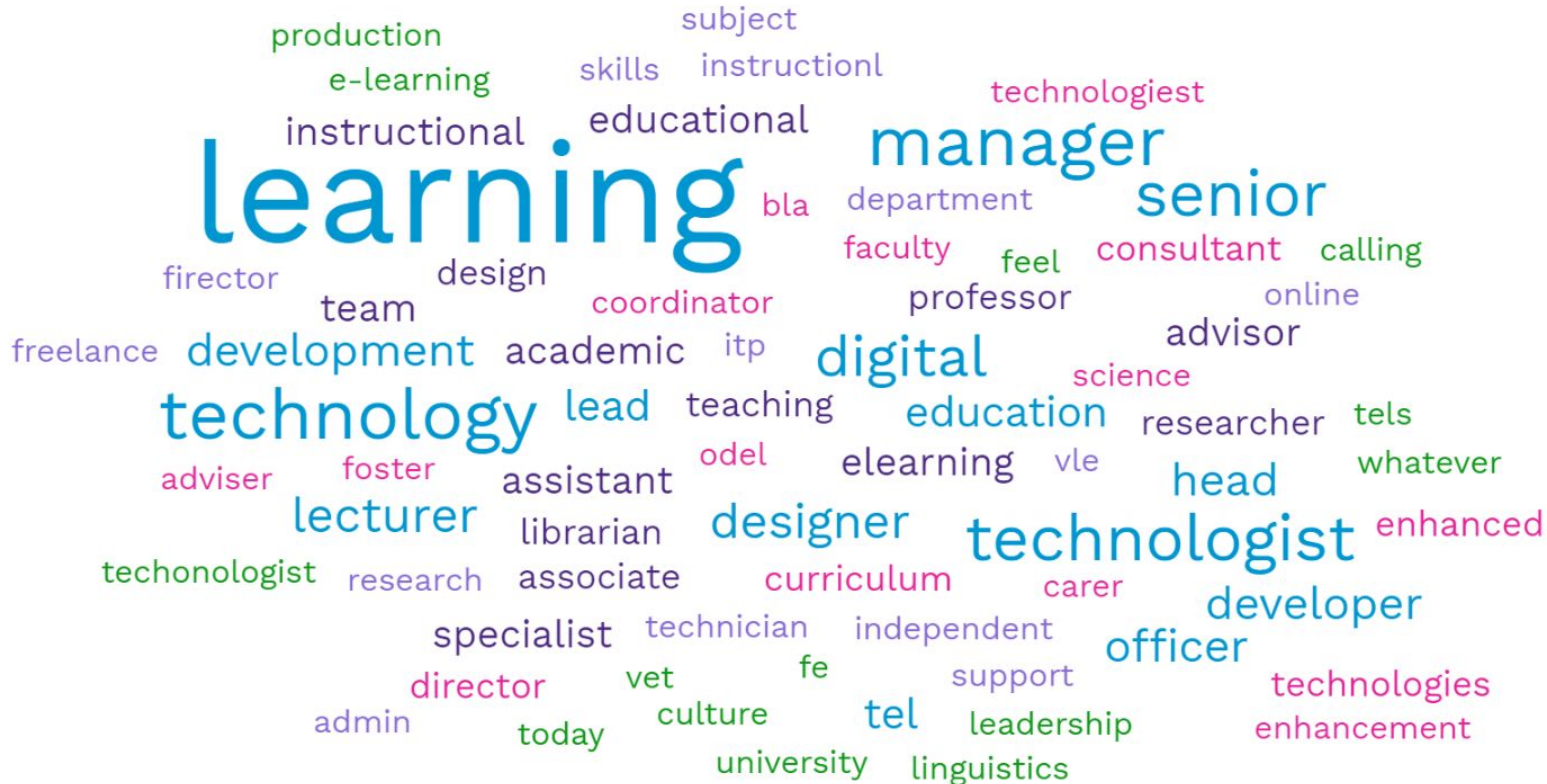 subject
production
skills instructionl
e-learning
technologiest
instructional educational manager
learning bla department senior
faculty feel consultant calling
firector design
team coordinator professor online
freelance development academic itp digital advisor
science
technology lead teaching education researcher tels
adviser foster assistant odel elearning vle head whatever
lecturer librarian designer technologist enhanced
techonologist research associate curriculum carer
developer
specialist technician independent officer
director vet fe support technologies
admin today culture tel leadership enhancement
university linguistics